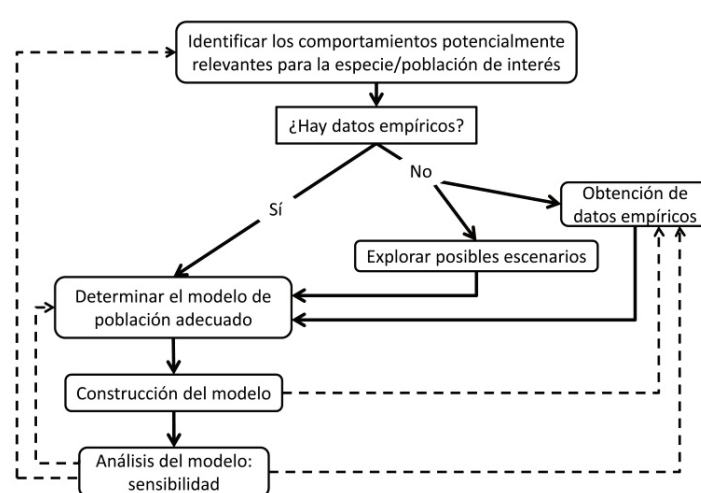 Identificar los comportamientos potencialmente
relevantes para la especie/población de interés
¿Hay datos empíricos?
No
Sí
Obtención de
datos empíricos
Explorar posibles escenarios
Determinar el modelo de
población adecuado
Construcción del modelo
Análisis del modelo:
sensibilidad